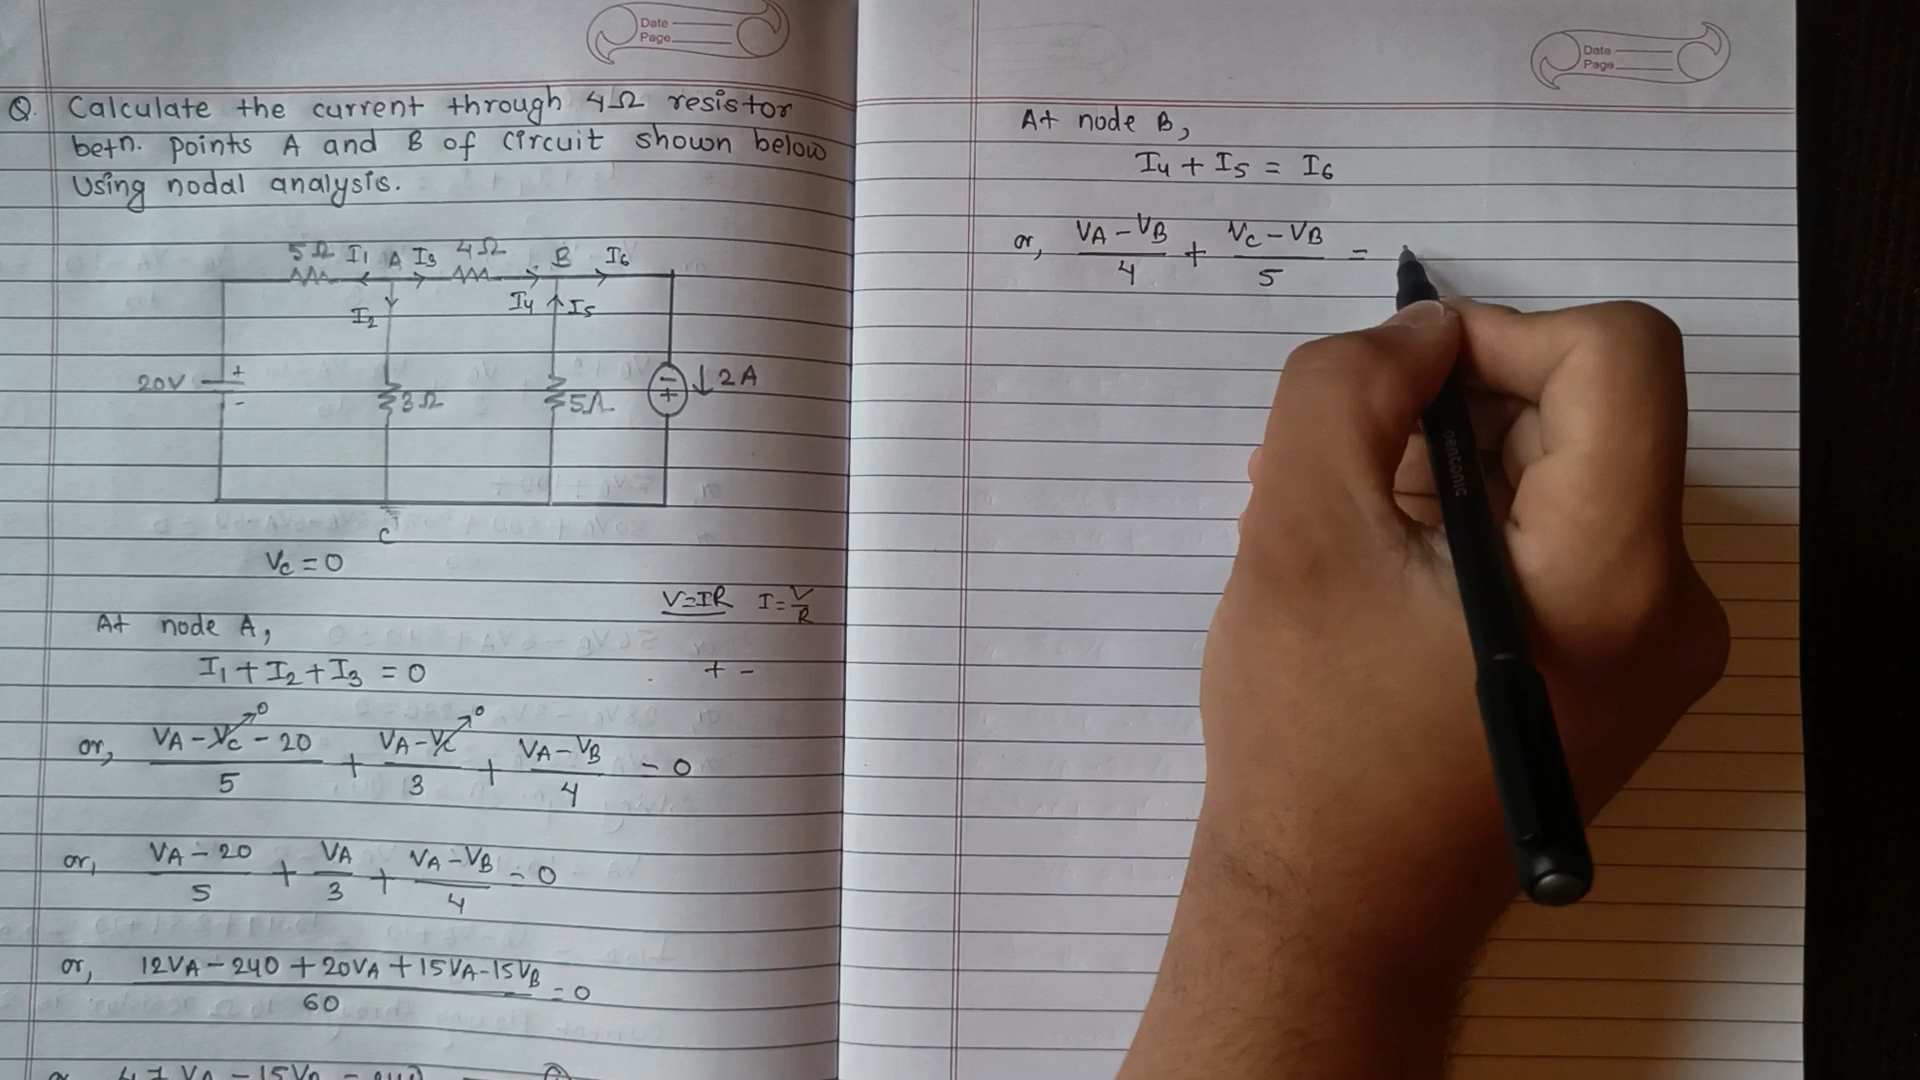 Date
Page
Q. Calculate the current through 4Ω resistor
betn. points A and B of circuit shown below
Using nodal analysis.
5Ω I1 A I3 4Ω B I6
I2 I4 I5
20V + - 3Ω 5Ω - + ↓ 2A
C
Vc = 0
V=IR I = V/R
At node A,
I1 + I2 + I3 = 0
+ -
or, (VA - Vc↗0 - 20)/5 + (VA - Vc↗0)/3 + (VA - VB)/4 = 0
or, (VA - 20)/5 + VA/3 + (VA - VB)/4 = 0
or, (12VA - 240 + 20VA + 15VA - 15VB)/60 = 0
Date
Page
At node B,
I4 + I5 = I6
or, (VA - VB)/4 + (Vc - VB)/5 =
pentonic